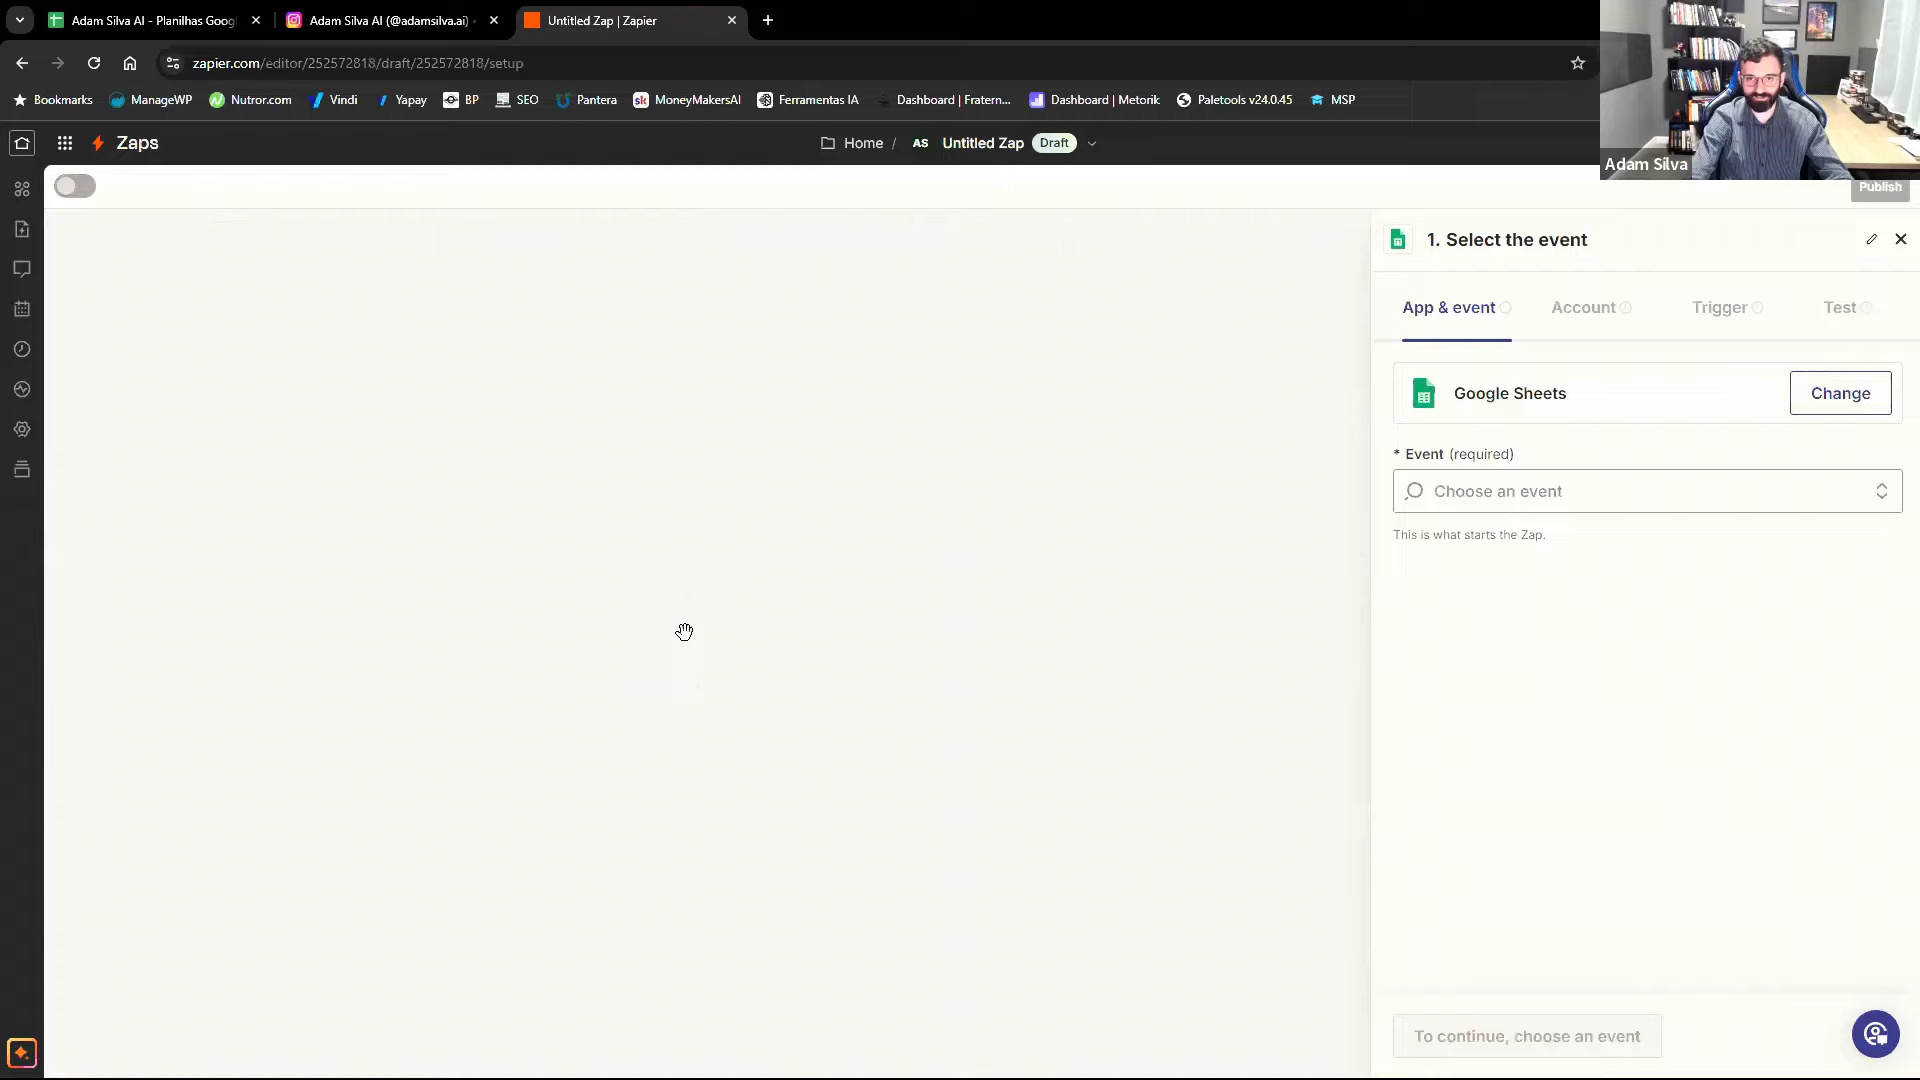 Adam Silva AI - Planilhas Goog
Adam Silva AI (@adamsilva.ai)
Untitled Zap | Zapier
zapier.com/editor/252572818/draft/252572818/setup
Bookmarks
ManageWP
Nutror.com
Vindi
Yapay
BP
SEO
Pantera
MoneyMakersAI
Ferramentas IA
Dashboard | Fratern...
Dashboard | Metorik
Paletools v24.0.45
MSP
Zaps
Home / AS Untitled Zap Draft
Adam Silva
Publish
1. Select the event
App & event
Account
Trigger
Test
Google Sheets
Change
* Event (required)
Choose an event
This is what starts the Zap.
To continue, choose an event